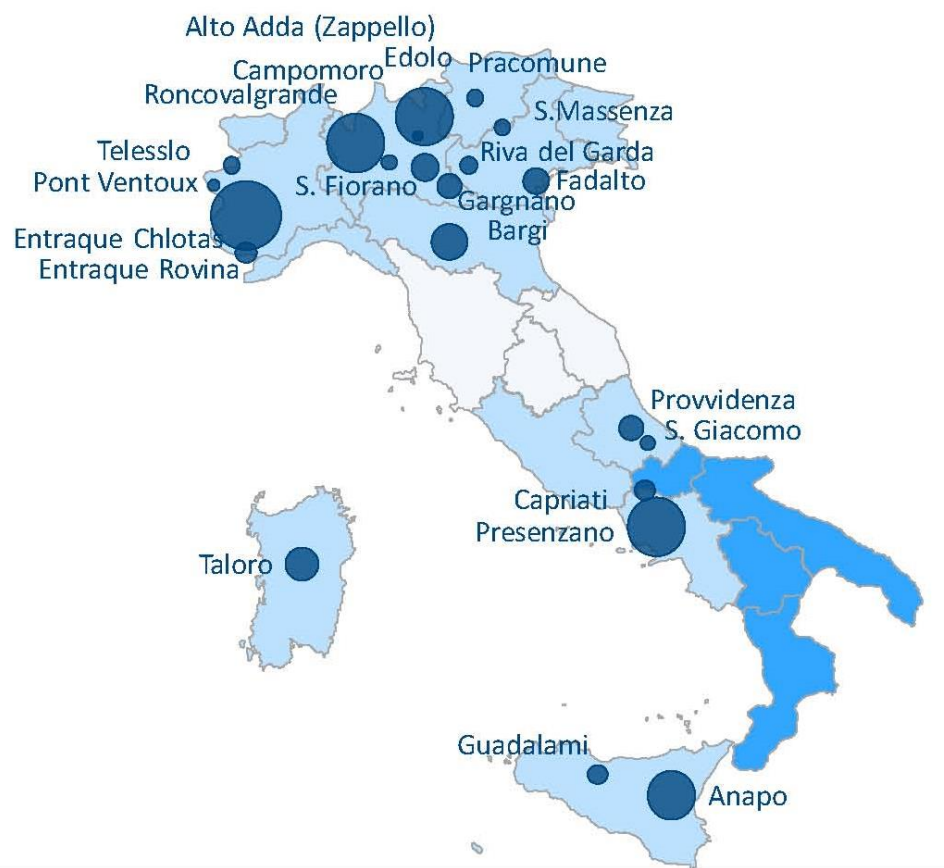 Alto Adda (Zappello)
Edolo
Pracomune
Campomoro
Roncovalgrande
S.Massenza
Telesslo
Riva del Garda
Pont Ventoux
S. Fiorano
Fadalto
Gargnano
Bargi
Entraque Chlotas
Entraque Rovina
Provvidenza
S. Giacomo
Capriati
Presenzano
Taloro
Guadalami
Anapo